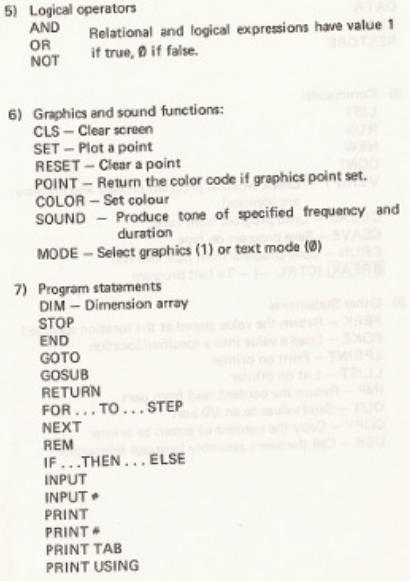 5) Logical operators
AND Relational and logical expressions have value 1
OR if true, Ø if false.
NOT
6) Graphics and sound functions:
CLS – Clear screen
SET – Plot a point
RESET – Clear a point
POINT – Return the color code if graphics point set.
COLOR – Set colour
SOUND – Produce tone of specified frequency and
duration
MODE – Select graphics (1) or text mode (Ø)
7) Program statements
DIM – Dimension array
STOP
END
GOTO
GOSUB
RETURN
FOR ... TO ... STEP
NEXT
REM
IF ... THEN ... ELSE
INPUT
INPUT #
PRINT
PRINT #
PRINT TAB
PRINT USING